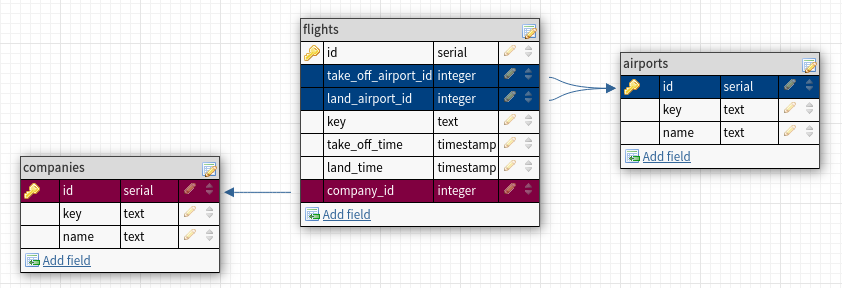 flights
id serial
take_off_airport_id integer
land_airport_id integer
key text
take_off_time timestamp
land_time timestamp
company_id integer
Add field
airports
id serial
key text
name text
Add field
companies
id serial
key text
name text
Add field